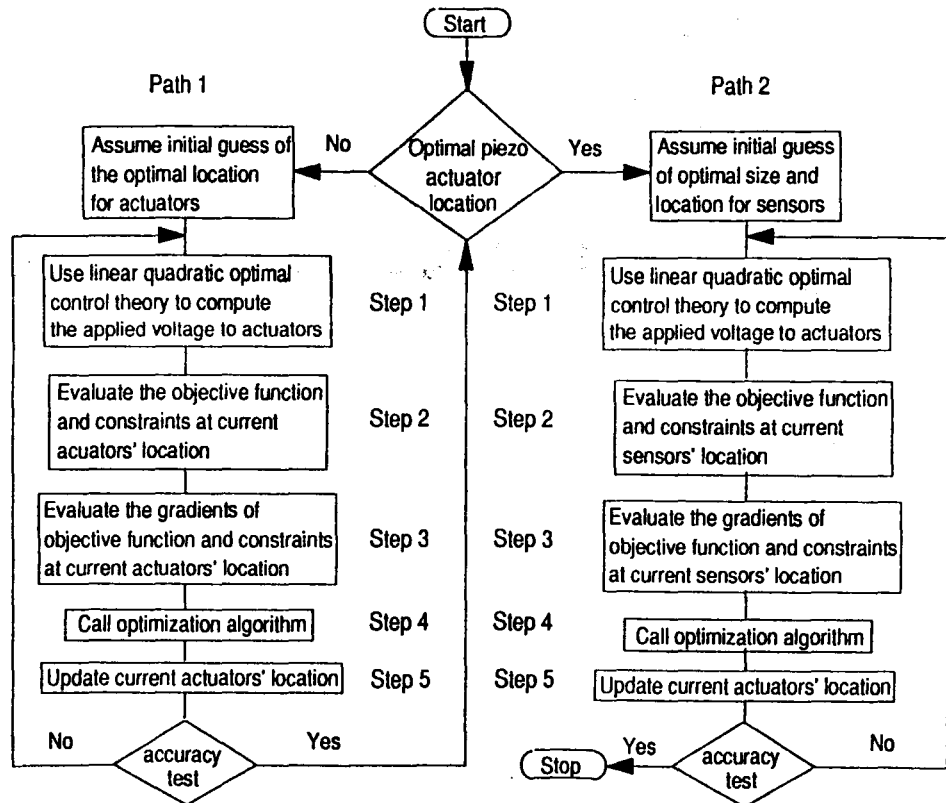 Start
Path 1
Path 2
Optimal piezo
actuator
location
No
Yes
Assume initial guess of
the optimal location
for actuators
Use linear quadratic optimal
control theory to compute
the applied voltage to actuators
Evaluate the objective function
and constraints at current
acuators' location
Evaluate the gradients of
objective function and constraints
at current actuators' location
Call optimization algorithm
Update current actuators' location
accuracy
test
No
Yes
Step 1
Step 2
Step 3
Step 4
Step 5
Step 1
Step 2
Step 3
Step 4
Step 5
Assume initial guess
of optimal size and
location for sensors
Use linear quadratic optimal
control theory to compute
the applied voltage to actuators
Evaluate the objective function
and constraints at current
sensors' location
Evaluate the gradients of
objective function and constraints
at current sensors' location
Call optimization algorithm
Update current actuators' location
accuracy
test
Yes
No
Stop